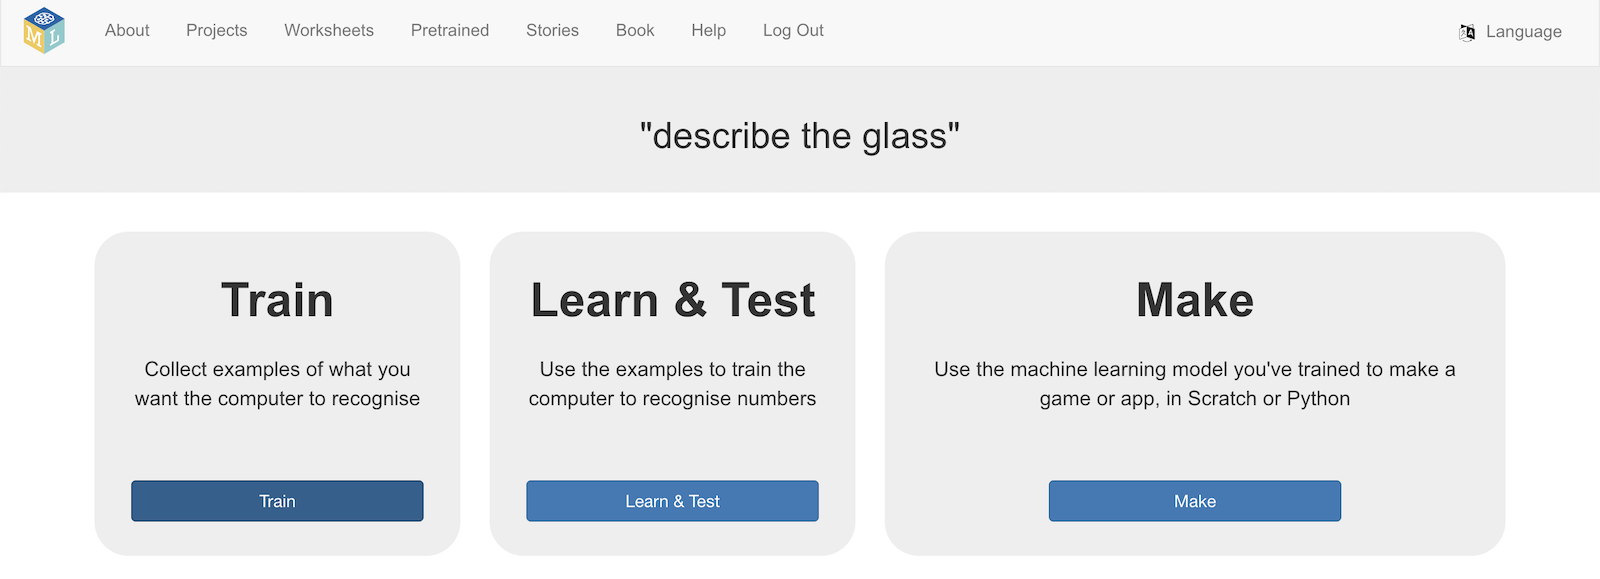 M L
About Projects Worksheets Pretrained Stories Book Help Log Out
Language
"describe the glass"
Train
Collect examples of what you
want the computer to recognise
Train
Learn & Test
Use the examples to train the
computer to recognise numbers
Learn & Test
Make
Use the machine learning model you've trained to make a
game or app, in Scratch or Python
Make